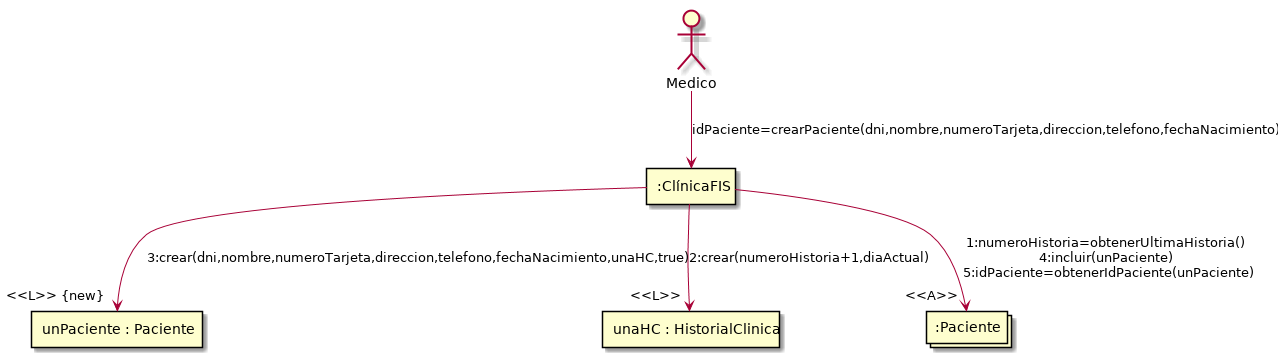 Medico
idPaciente=crearPaciente(dni,nombre,numeroTarjeta,direccion,telefono,fechaNacimiento)
:ClínicaFIS
1:numeroHistoria=obtenerUltimaHistoria()
3:crear(dni,nombre,numeroTarjeta,direccion,telefono,fechaNacimiento,unaHC,true)
2:crear(numeroHistoria+1,diaActual)
4:incluir(unPaciente)
5:idPaciente=obtenerIdPaciente(unPaciente)
<<L>> {new}
<<L>>
<<A>>
unPaciente : Paciente
unaHC : HistorialClinica
:Paciente